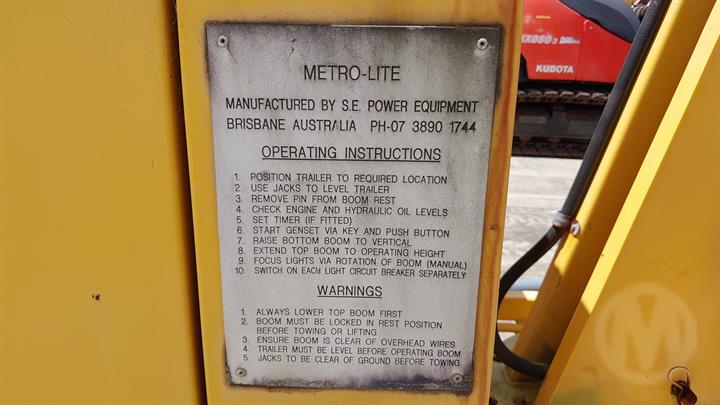 METRO-LITE
MANUFACTURED BY S.E. POWER EQUIPMENT
BRISBANE AUSTRALIA PH-07 3890 1744
OPERATING INSTRUCTIONS
1. POSITION TRAILER TO REQUIRED LOCATION
2. USE JACKS TO LEVEL TRAILER
3. REMOVE PIN FROM BOOM REST
4. CHECK ENGINE AND HYDRAULIC OIL LEVELS
5. SET TIMER (IF FITTED)
6. START GENSET VIA KEY AND PUSH BUTTON
7. RAISE BOTTOM BOOM TO VERTICAL
8. EXTEND TOP BOOM TO OPERATING HEIGHT
9. FOCUS LIGHTS VIA ROTATION OF BOOM (MANUAL)
10. SWITCH ON EACH LIGHT CIRCUIT BREAKER SEPARATELY
WARNINGS
1. ALWAYS LOWER TOP BOOM FIRST
2. BOOM MUST BE LOCKED IN REST POSITION
BEFORE TOWING OR LIFTING
3. ENSURE BOOM IS CLEAR OF OVERHEAD WIRES
4. TRAILER MUST BE LEVEL BEFORE OPERATING BOOM
5. JACKS TO BE CLEAR OF GROUND BEFORE TOWING.
KX080-3
KUBOTA
M